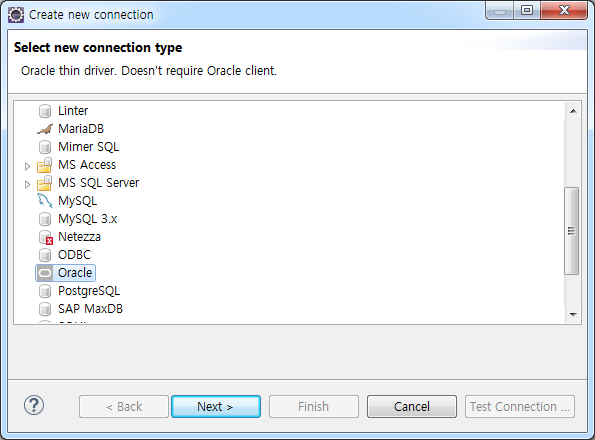 Create new connection
Select new connection type
Oracle thin driver. Doesn't require Oracle client.
Linter
MariaDB
Mimer SQL
MS Access
MS SQL Server
MySQL
MySQL 3.x
Netezza
ODBC
Oracle
PostgreSQL
SAP MaxDB
< Back
Next >
Finish
Cancel
Test Connection ...